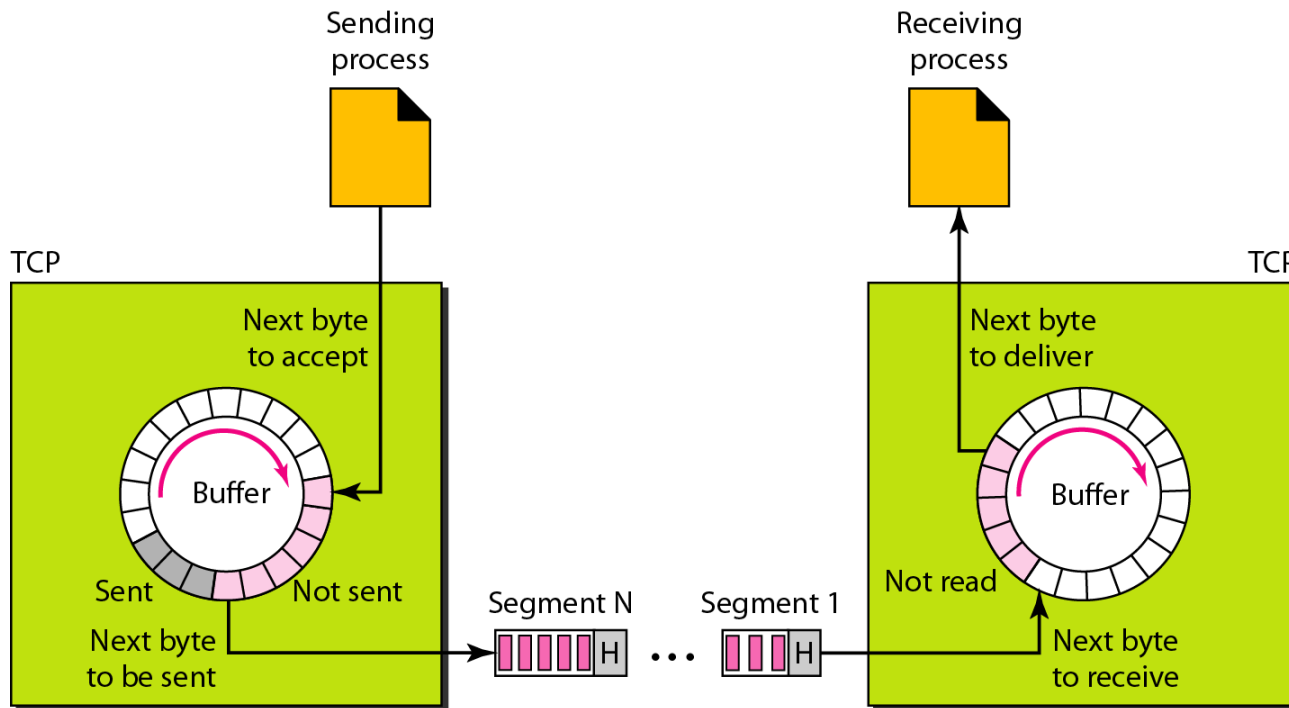 Sending
process
Receiving
process
TCP
TCP
Next byte
to accept
Next byte
to deliver
Buffer
Buffer
Sent
Not sent
Not read
Segment N
Segment 1
Next byte
to be sent
H
...
H
Next byte
to receive